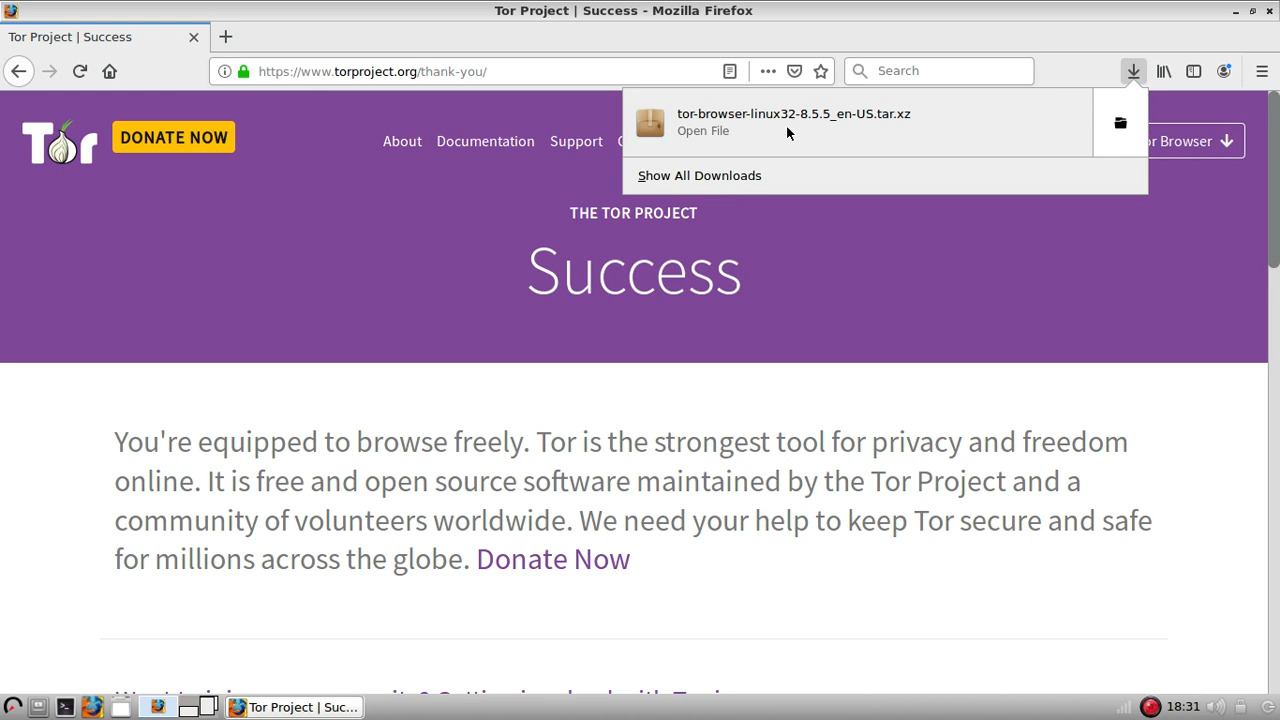 Tor Project | Success - Mozilla Firefox
Tor Project | Success
https://www.torproject.org/thank-you/
Search
tor-browser-linux32-8.5.5_en-US.tar.xz
Open File
Show All Downloads
Tor
DONATE NOW
About
Documentation
Support
Browser
THE TOR PROJECT
Success
You're equipped to browse freely. Tor is the strongest tool for privacy and freedom
online. It is free and open source software maintained by the Tor Project and a
community of volunteers worldwide. We need your help to keep Tor secure and safe
for millions across the globe. Donate Now
Tor Project | Suc...
18:31